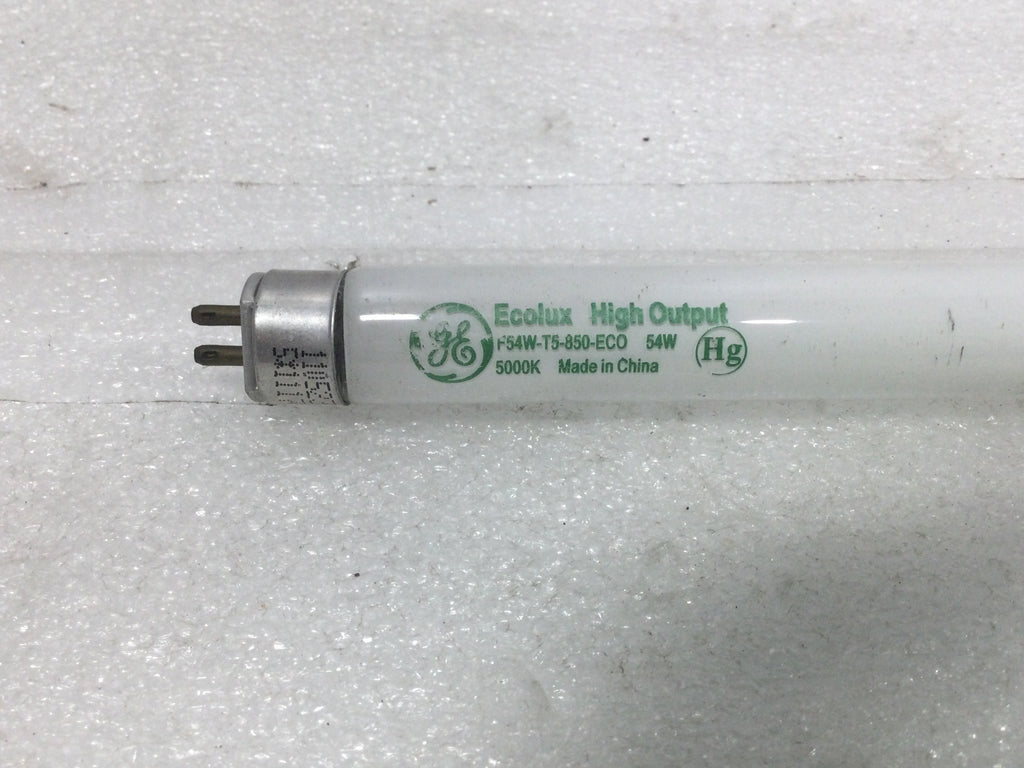 GE
Ecolux High Output
F54W-T5-850-ECO 54W
5000K Made in China
Hg